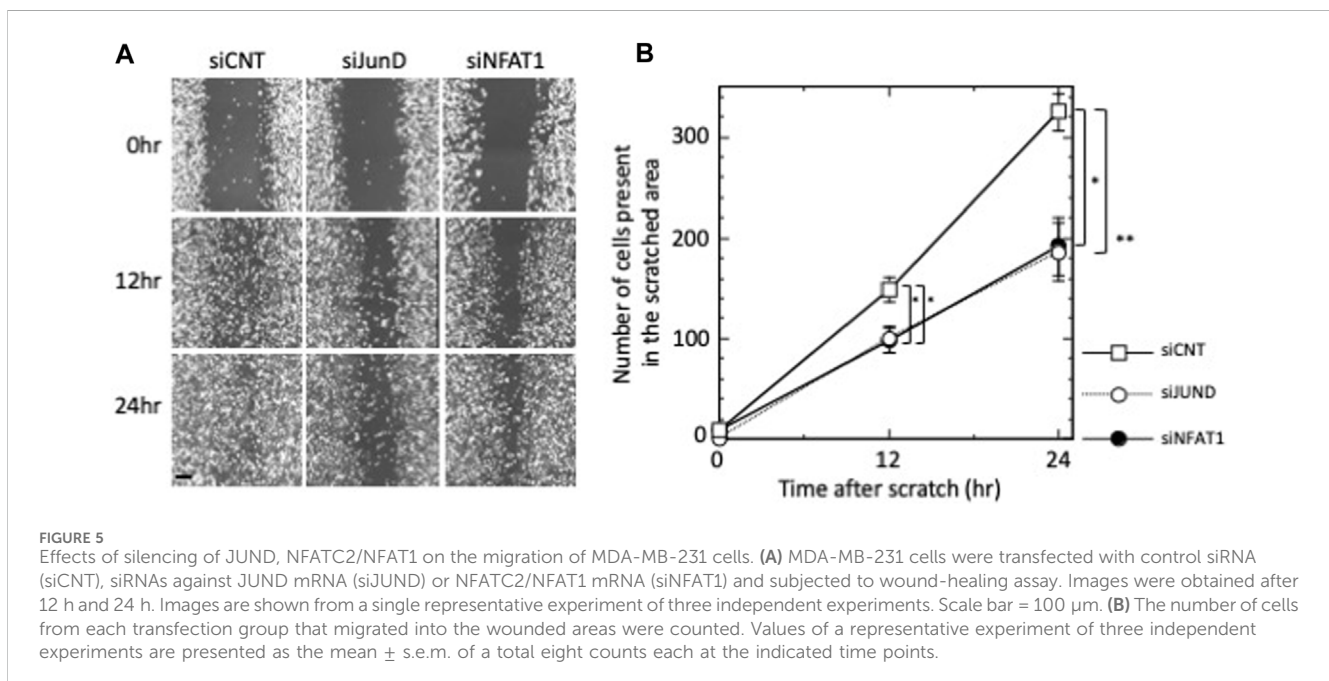 A
siCNT
siJunD
siNFAT1
0hr
12hr
24hr
B
Number of cells present
in the scratched area
300
200
100
0
0
12
24
Time after scratch (hr)
*
**
*
*
siCNT
siJUND
siNFAT1
FIGURE 5
Effects of silencing of JUND, NFATC2/NFAT1 on the migration of MDA-MB-231 cells. (A) MDA-MB-231 cells were transfected with control siRNA
(siCNT), siRNAs against JUND mRNA (siJUND) or NFATC2/NFAT1 mRNA (siNFAT1) and subjected to wound-healing assay. Images were obtained after
12 h and 24 h. Images are shown from a single representative experiment of three independent experiments. Scale bar = 100 µm. (B) The number of cells
from each transfection group that migrated into the wounded areas were counted. Values of a representative experiment of three independent
experiments are presented as the mean ± s.e.m. of a total eight counts each at the indicated time points.